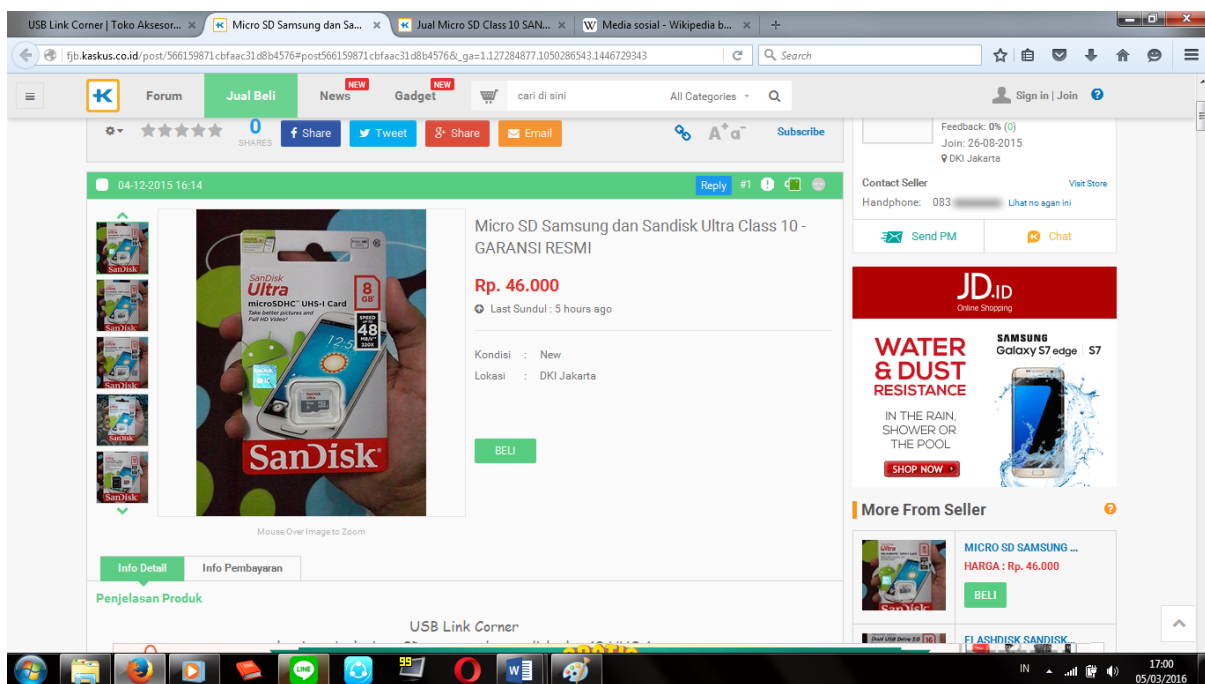 USB Link Corner | Toko Aksesor...
Micro SD Samsung dan Sa...
Jual Micro SD Class 10 SAN...
W Media sosial - Wikipedia b...
fjb.kaskus.co.id/post/566159871cbfaac31d8b4576#post566159871cbfaac31d8b4576&_ga=1.127284877.1050286543.1446729343
Search
Forum
Jual Beli
News
NEW
Gadget
NEW
cari di sini
All Categories
Sign in | Join
0
SHARES
Share
Tweet
Share
Email
A+ a-
Subscribe
Feedback: 0% (0)
Join: 26-08-2015
DKI Jakarta
Contact Seller
Visit Store
Handphone: 083
Lihat no agan ini
Send PM
Chat
04-12-2015 16:14
Reply #1
SanDisk
Ultra
microSDHC™ UHS-I Card
Take better pictures and
Full HD Video
8
GB
SPEED
48
MB/s
320X
12:5
SanDisk
Mouse Over Image to Zoom
Micro SD Samsung dan Sandisk Ultra Class 10 -
GARANSI RESMI
Rp. 46.000
Last Sundul : 5 hours ago
Kondisi : New
Lokasi : DKI Jakarta
BELI
JD.ID
Online Shopping
WATER
& DUST
RESISTANCE
IN THE RAIN,
SHOWER OR
THE POOL
SHOP NOW
SAMSUNG
Galaxy S7 edge | S7
More From Seller
MICRO SD SAMSUNG ...
HARGA : Rp. 46.000
BELI
FLASHDISK SANDISK...
Info Detail
Info Pembayaran
Penjelasan Produk
USB Link Corner
GRATIS
LINE
99
IN
17:00
05/03/2016